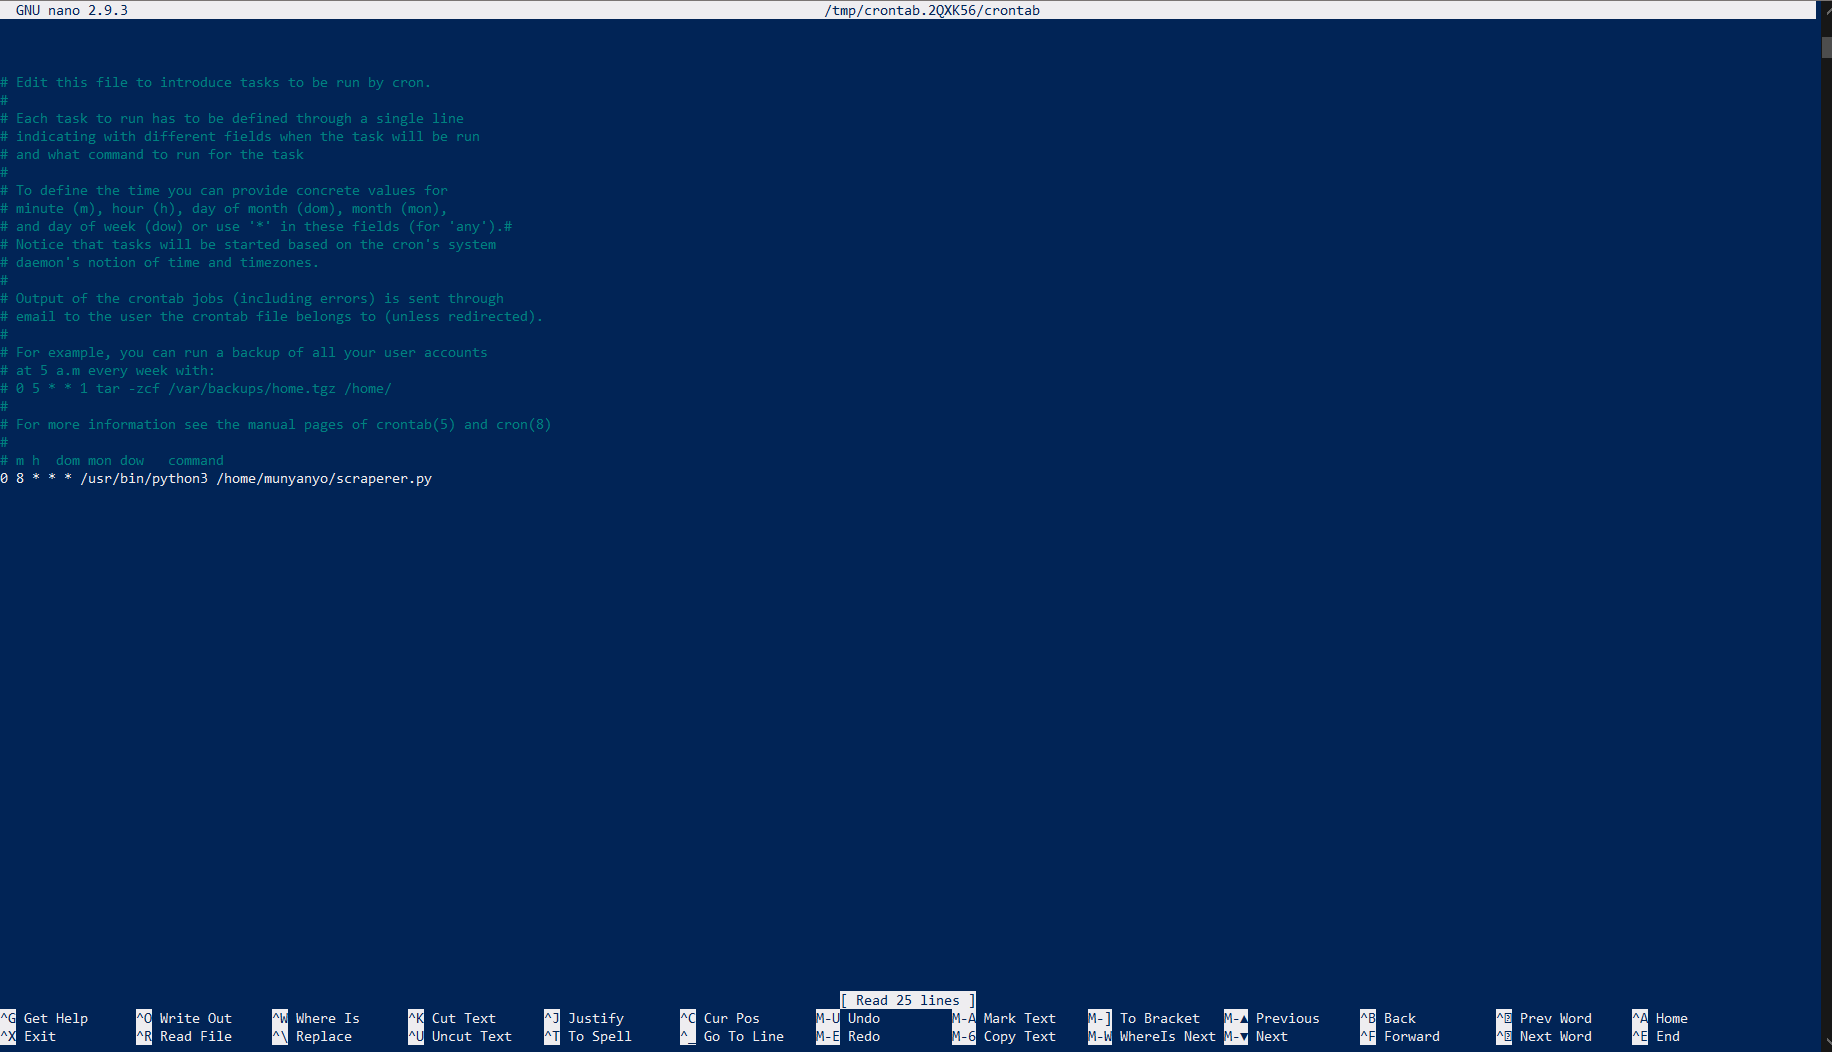 GNU nano 2.9.3 /tmp/crontab.2QXK56/crontab
# Edit this file to introduce tasks to be run by cron.
#
# Each task to run has to be defined through a single line
# indicating with different fields when the task will be run
# and what command to run for the task
#
# To define the time you can provide concrete values for
# minute (m), hour (h), day of month (dom), month (mon),
# and day of week (dow) or use '*' in these fields (for 'any').#
# Notice that tasks will be started based on the cron's system
# daemon's notion of time and timezones.
#
# Output of the crontab jobs (including errors) is sent through
# email to the user the crontab file belongs to (unless redirected).
#
# For example, you can run a backup of all your user accounts
# at 5 a.m every week with:
# 0 5 * * 1 tar -zcf /var/backups/home.tgz /home/
#
# For more information see the manual pages of crontab(5) and cron(8)
#
# m h  dom mon dow   command
0 8 * * * /usr/bin/python3 /home/munyanyo/scraperer.py
[ Read 25 lines ]
^G Get Help ^O Write Out ^W Where Is ^K Cut Text ^J Justify ^C Cur Pos M-U Undo M-A Mark Text M-] To Bracket M-▲ Previous ^B Back ^ Prev Word ^A Home
^X Exit ^R Read File ^\ Replace ^U Uncut Text ^T To Spell ^_ Go To Line M-E Redo M-6 Copy Text M-W WhereIs Next M-▼ Next ^F Forward ^ Next Word ^E End